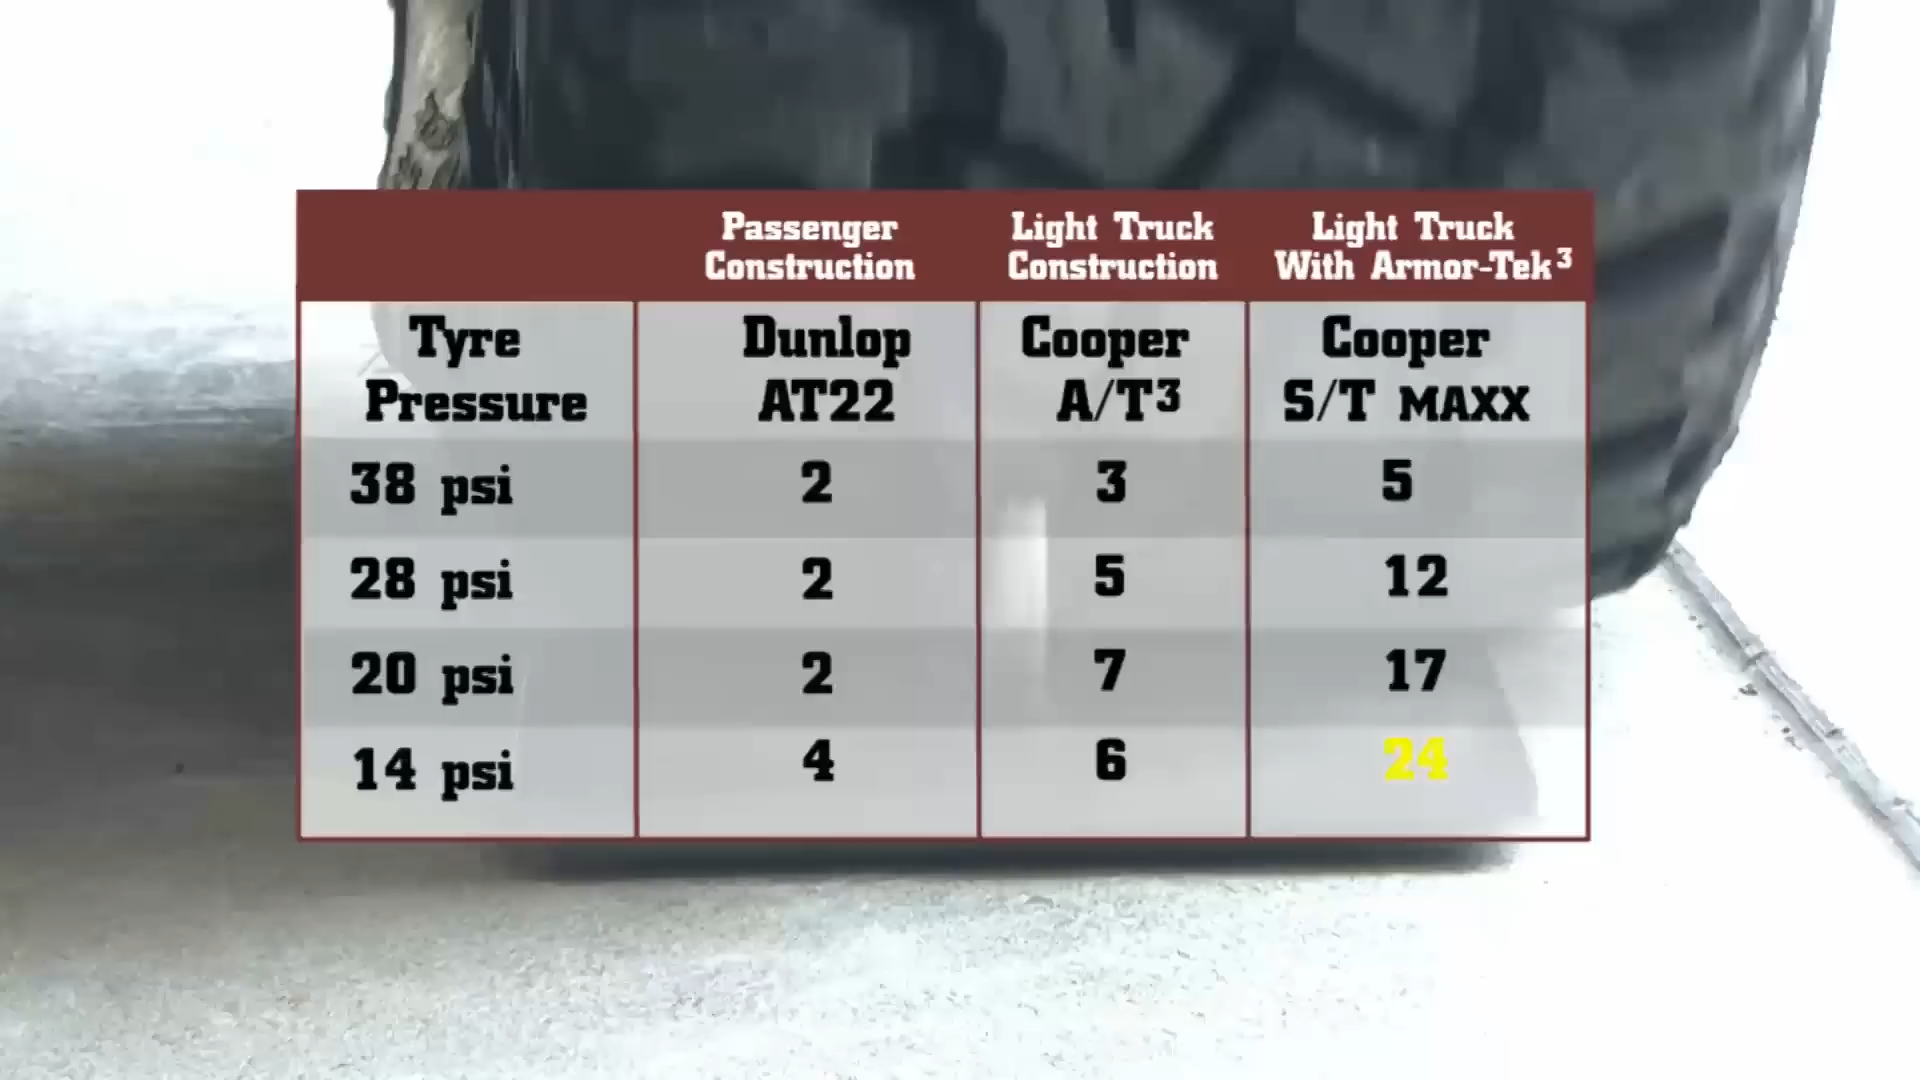 Passenger Construction Light Truck Construction Light Truck With Armor-Tek³
Tyre Pressure Dunlop AT22 Cooper A/T³ Cooper S/T MAXX
38 psi 2 3 5
28 psi 2 5 12
20 psi 2 7 17
14 psi 4 6 24